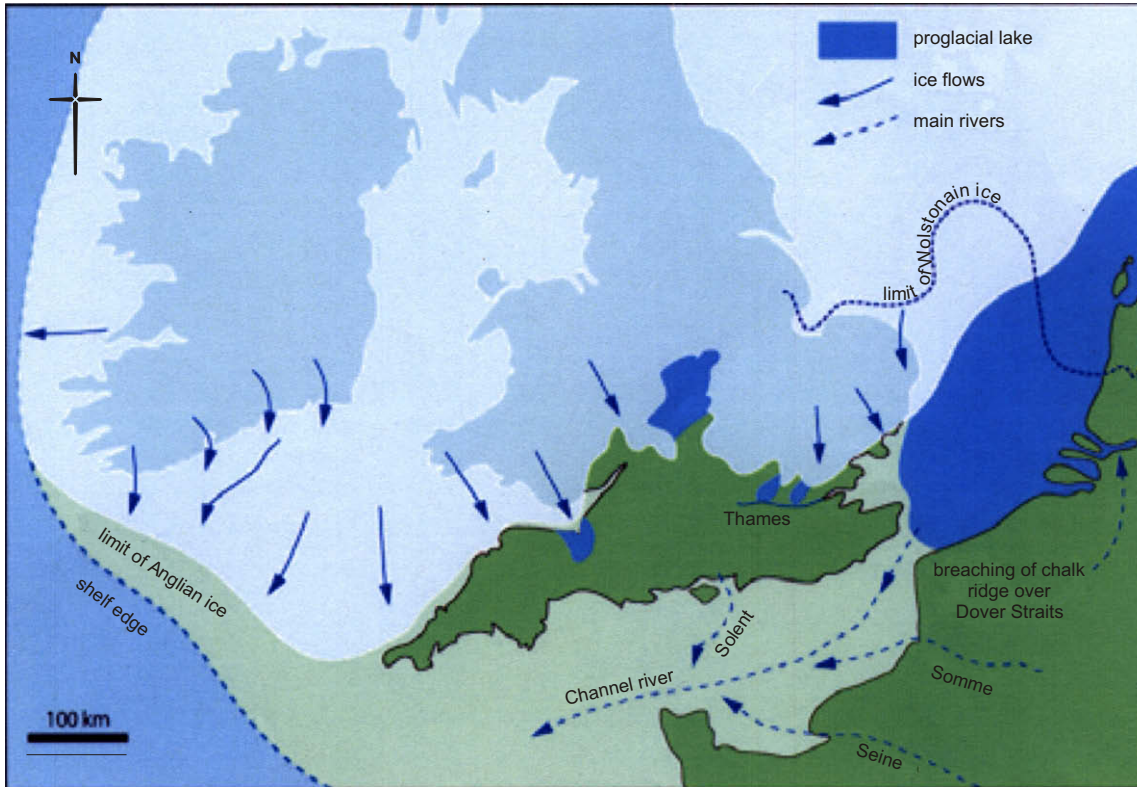 N
proglacial lake
ice flows
main rivers
limit of Wolstonain ice
Thames
limit of Anglian ice
shelf edge
breaching of chalk
ridge over
Dover Straits
Solent
Channel river
Somme
Seine
100 km